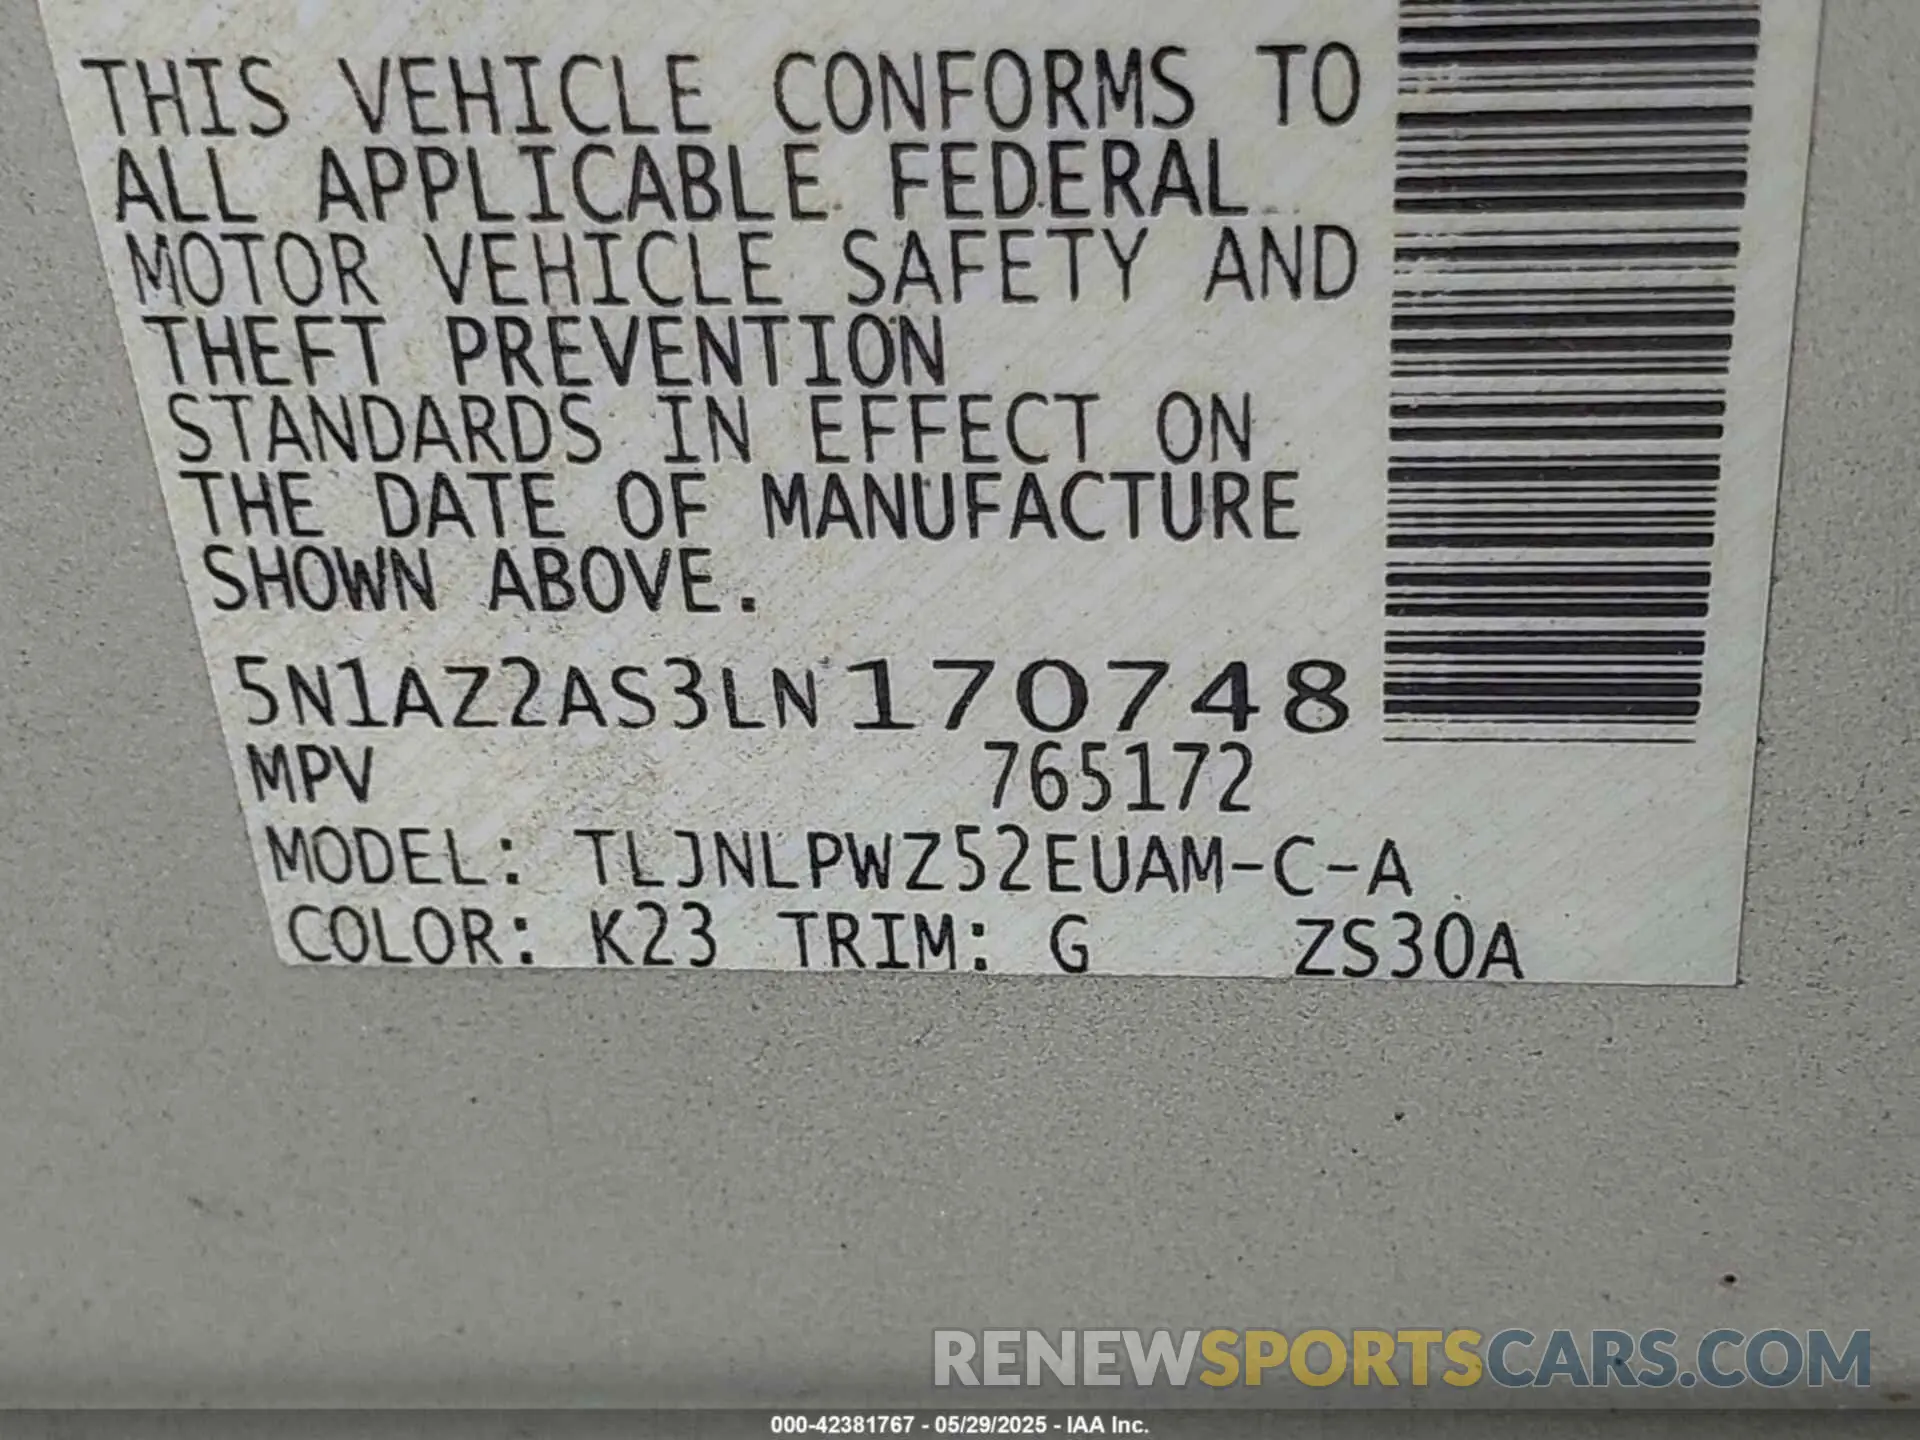 THIS VEHICLE CONFORMS TO
ALL APPLICABLE FEDERAL
MOTOR VEHICLE SAFETY AND
THEFT PREVENTION
STANDARDS IN EFFECT ON
THE DATE OF MANUFACTURE
SHOWN ABOVE.
5N1AZ2AS3LN170748
MPV 765172
MODEL: TLJNLPWZ52EUAM-C-A
COLOR: K23 TRIM: G ZS30A
RENEWSPORTSCARS.COM
000-42381767 - 05/29/2025 - IAA Inc.